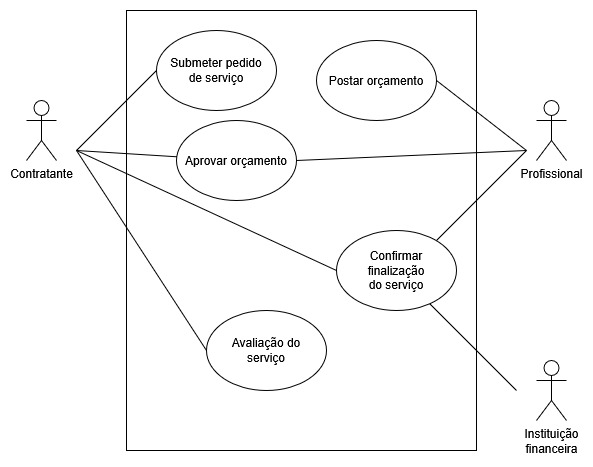 Submeter pedido
de serviço
Postar orçamento
Contratante
Aprovar orçamento
Profissional
Confirmar
finalização
do serviço
Avaliação do
serviço
Instituição
financeira